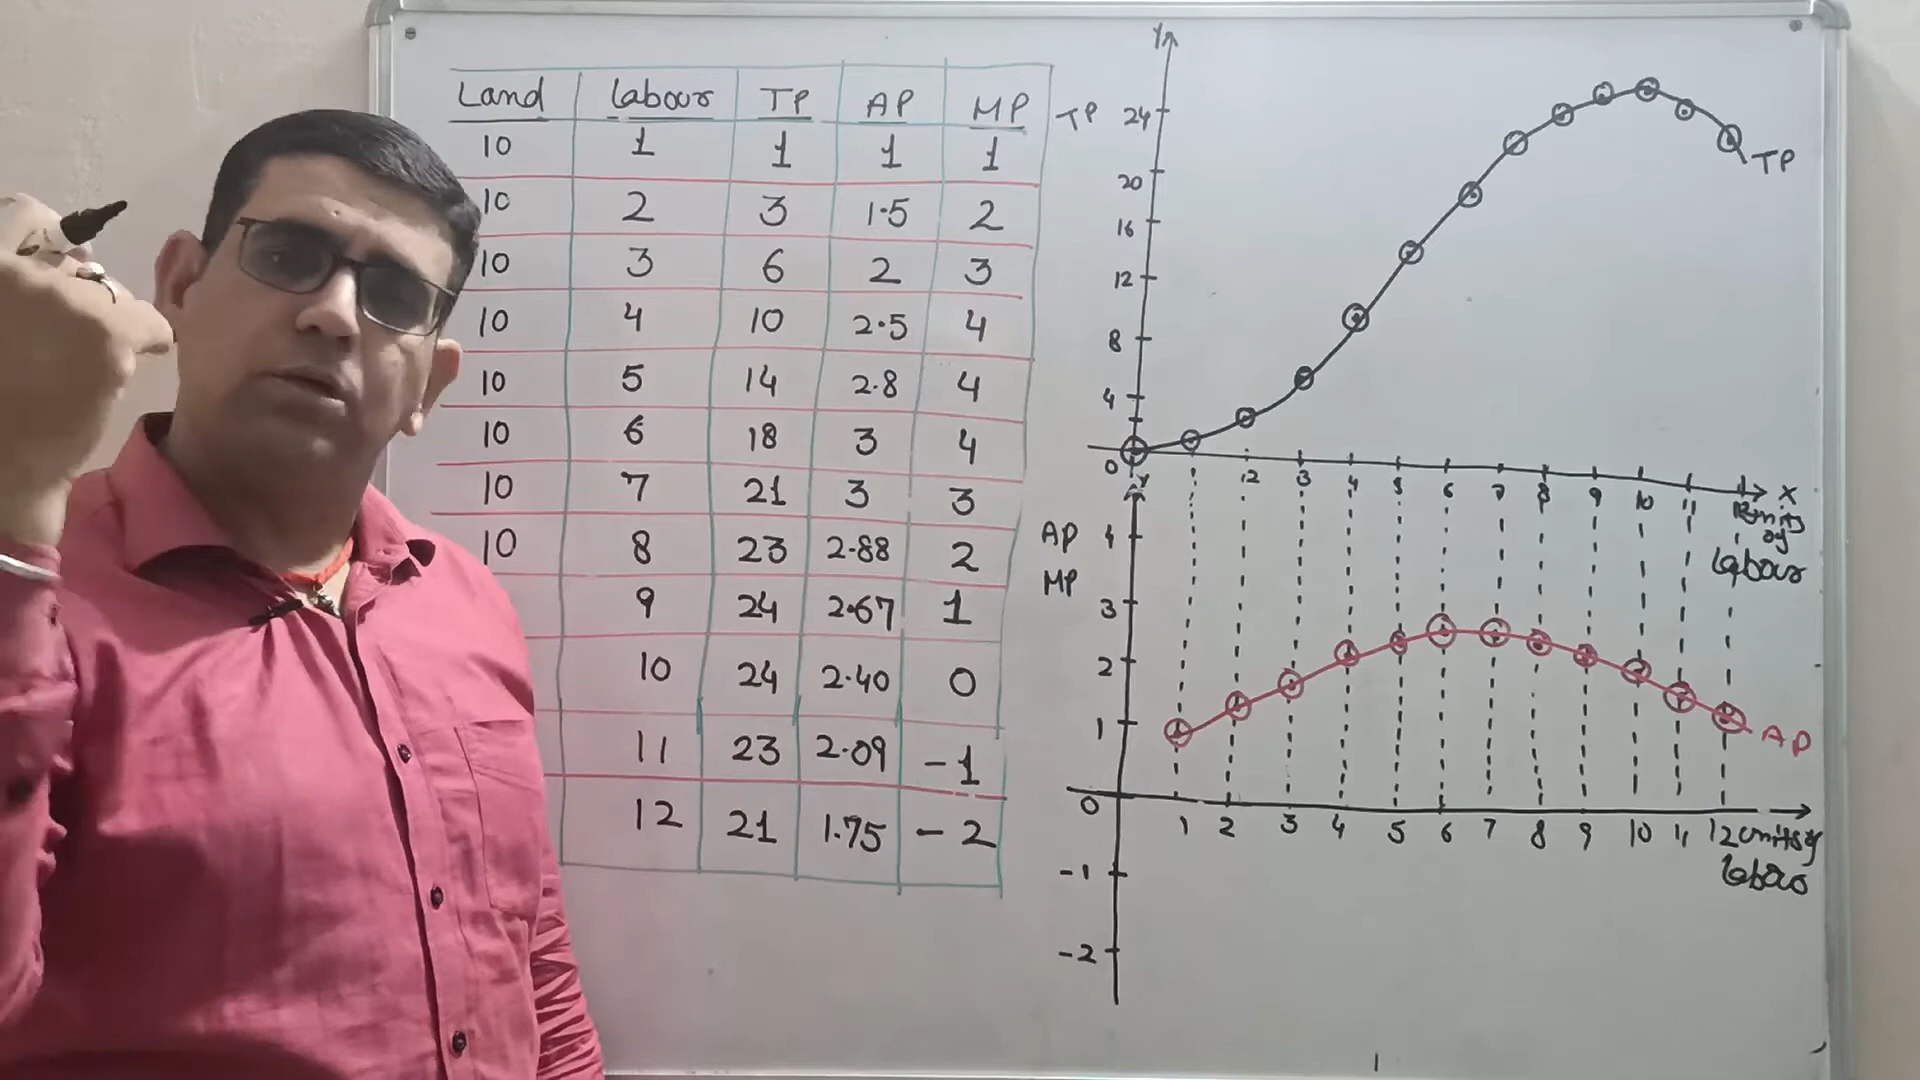 Land Labour TP AP MP
10 1 1 1 1
10 2 3 1.5 2
10 3 6 2 3
10 4 10 2.5 4
10 5 14 2.8 4
10 6 18 3 4
10 7 21 3 3
10 8 23 2.88 2
9 24 2.67 1
10 24 2.40 0
11 23 2.09 -1
12 21 1.75 -2
Y
TP
24
20
16
12
8
4
0
TP
2 3 4 5 6 7 8 9 10 11 12 X
units
of
Labour
Y
AP
MP
4
3
2
1
0
-1
-2
AP
1 2 3 4 5 6 7 8 9 10 11 12 units of